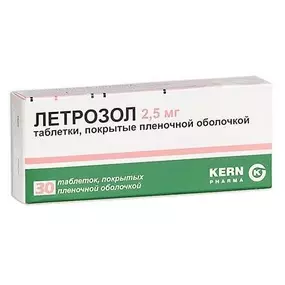 ЛЕТРОЗОЛ 2,5 мг
таблетки, покрытые пленочной оболочкой
30 таблеток, покрытых
пленочной оболочкой
KERN
PHARMA